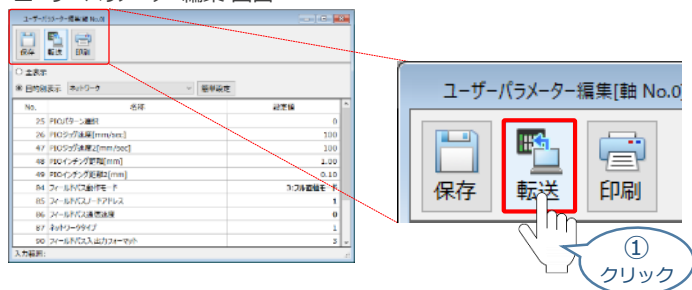 ユーザーパラメーター編集[軸 No.0]
保存 転送 印刷
全表示
目的別表示 ネットワーク 簡単設定
No. 名称 設定値
25 PIOパターン選択 0
26 PIOジョグ速度[mm/sec] 100
47 PIOジョグ速度2[mm/sec] 100
48 PIOインチング距離[mm] 1.00
49 PIOインチング距離2[mm] 0.10
84 フィールドバス動作モード 3:フル直値モード
85 フィールドバスノードアドレス 1
86 フィールドバス通信速度 0
87 ネットワークタイプ 1
90 フィールドバス入出力フォーマット 3
入力範囲:
ユーザーパラメーター編集[軸 No.0]
保存 転送 印刷
①
クリック